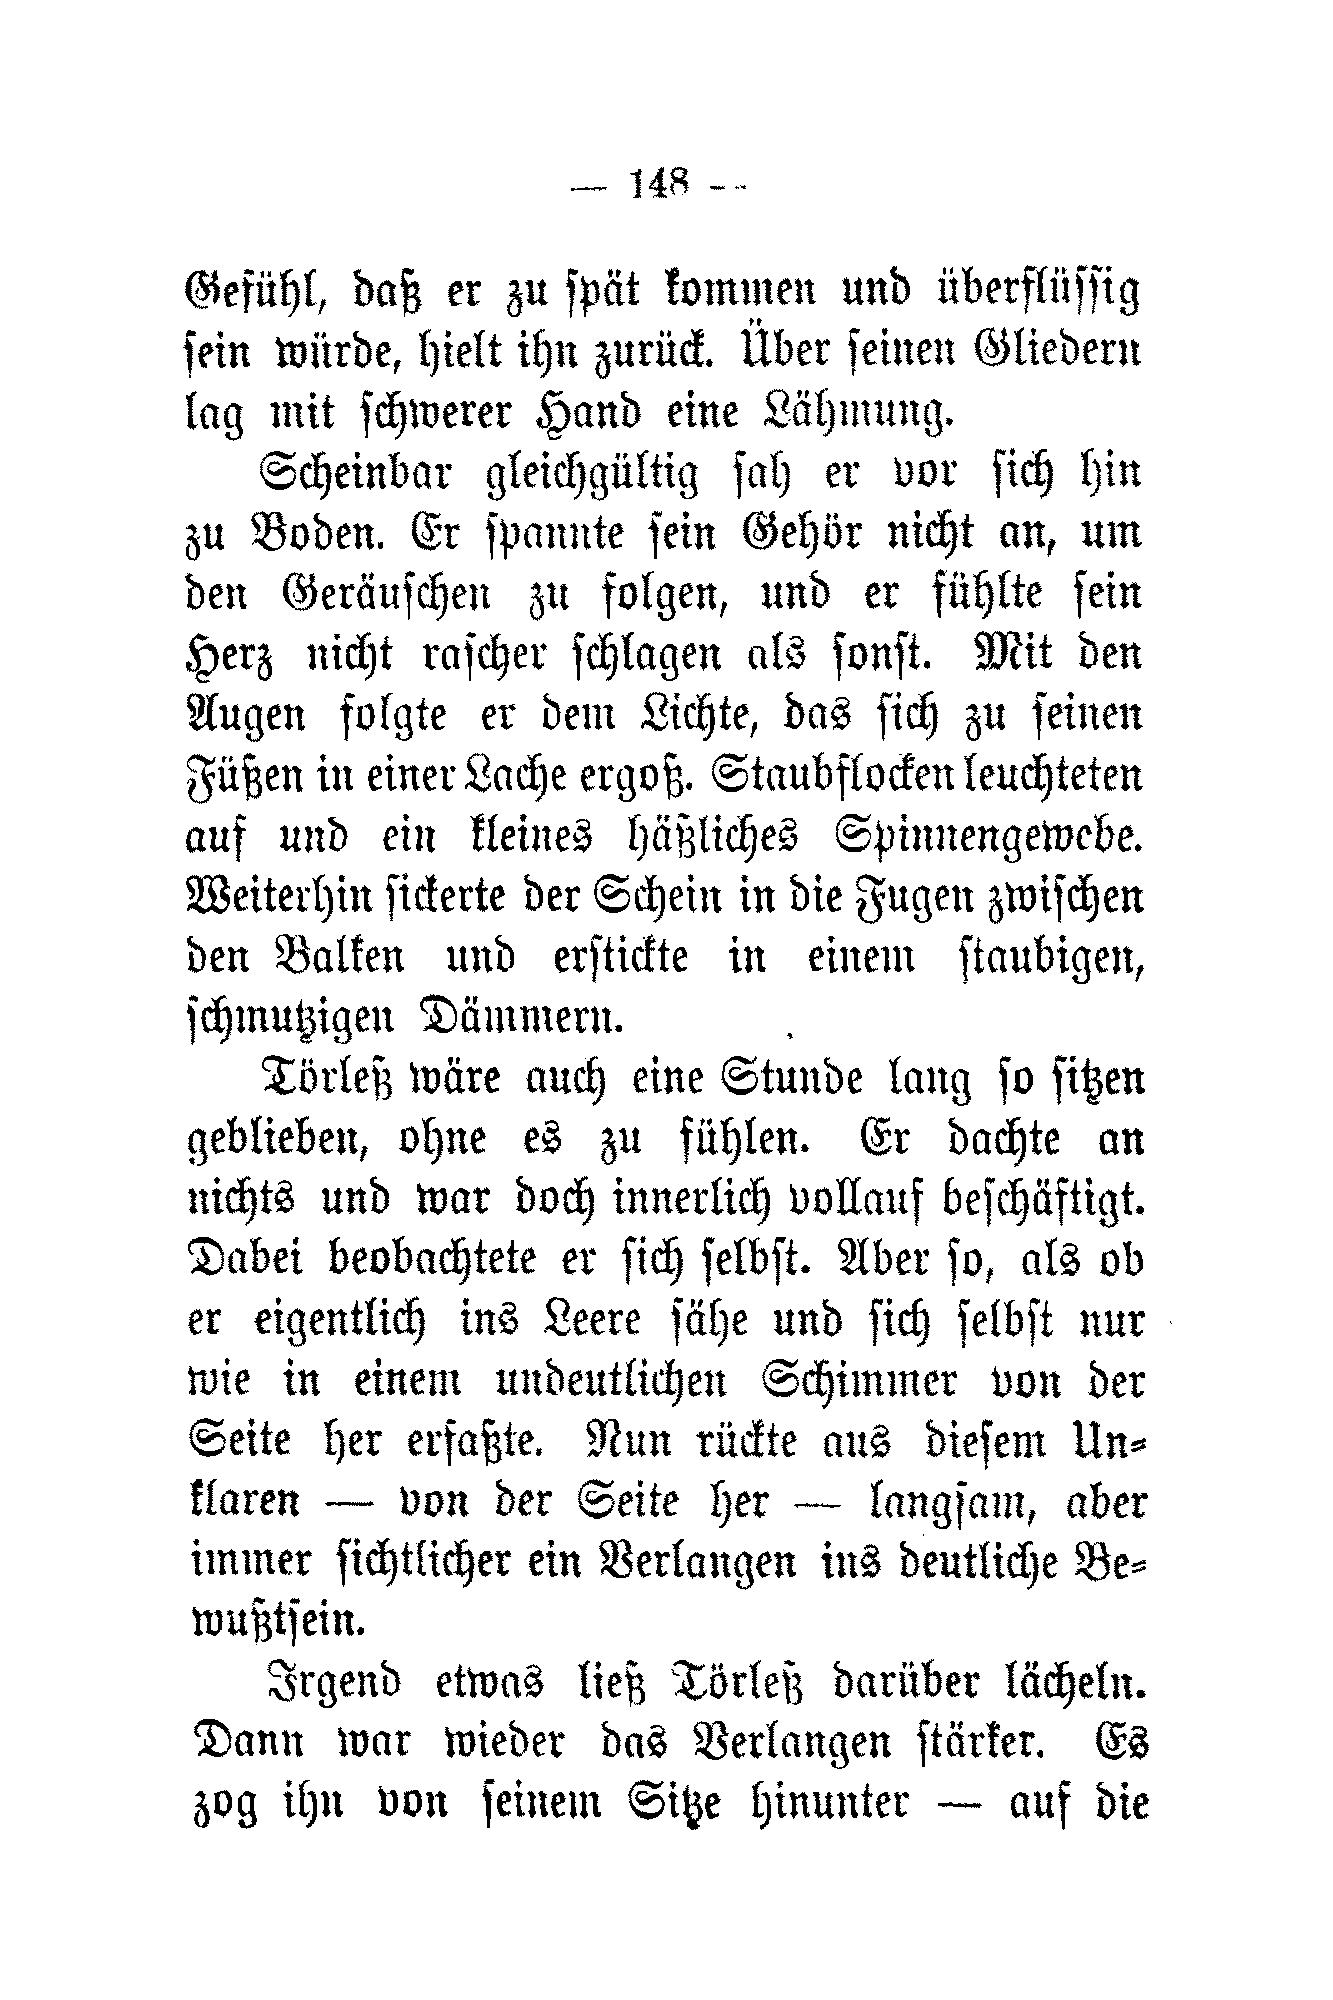 — 148 —
Gefühl, daß er zu spät kommen und überflüssig
sein würde, hielt ihn zurück. Über seinen Gliedern
lag mit schwerer Hand eine Lähmung.
Scheinbar gleichgültig sah er vor sich hin
zu Boden. Er spannte sein Gehör nicht an, um
den Geräuschen zu folgen, und er fühlte sein
Herz nicht rascher schlagen als sonst. Mit den
Augen folgte er dem Lichte, das sich zu seinen
Füßen in einer Lache ergoß. Staubflocken leuchteten
auf und ein kleines häßliches Spinnengewebe.
Weiterhin sickerte der Schein in die Fugen zwischen
den Balken und erstickte in einem staubigen,
schmutzigen Dämmern.
Törleß wäre auch eine Stunde lang so sitzen
geblieben, ohne es zu fühlen. Er dachte an
nichts und war doch innerlich vollauf beschäftigt.
Dabei beobachtete er sich selbst. Aber so, als ob
er eigentlich ins Leere sähe und sich selbst nur
wie in einem undeutlichen Schimmer von der
Seite her erfaßte. Nun rückte aus diesem Un-
klaren — von der Seite her — langsam, aber
immer sichtlicher ein Verlangen ins deutliche Be-
wußtsein.
Irgend etwas ließ Törleß darüber lächeln.
Dann war wieder das Verlangen stärker. Es
zog ihn von seinem Sitze hinunter — auf die